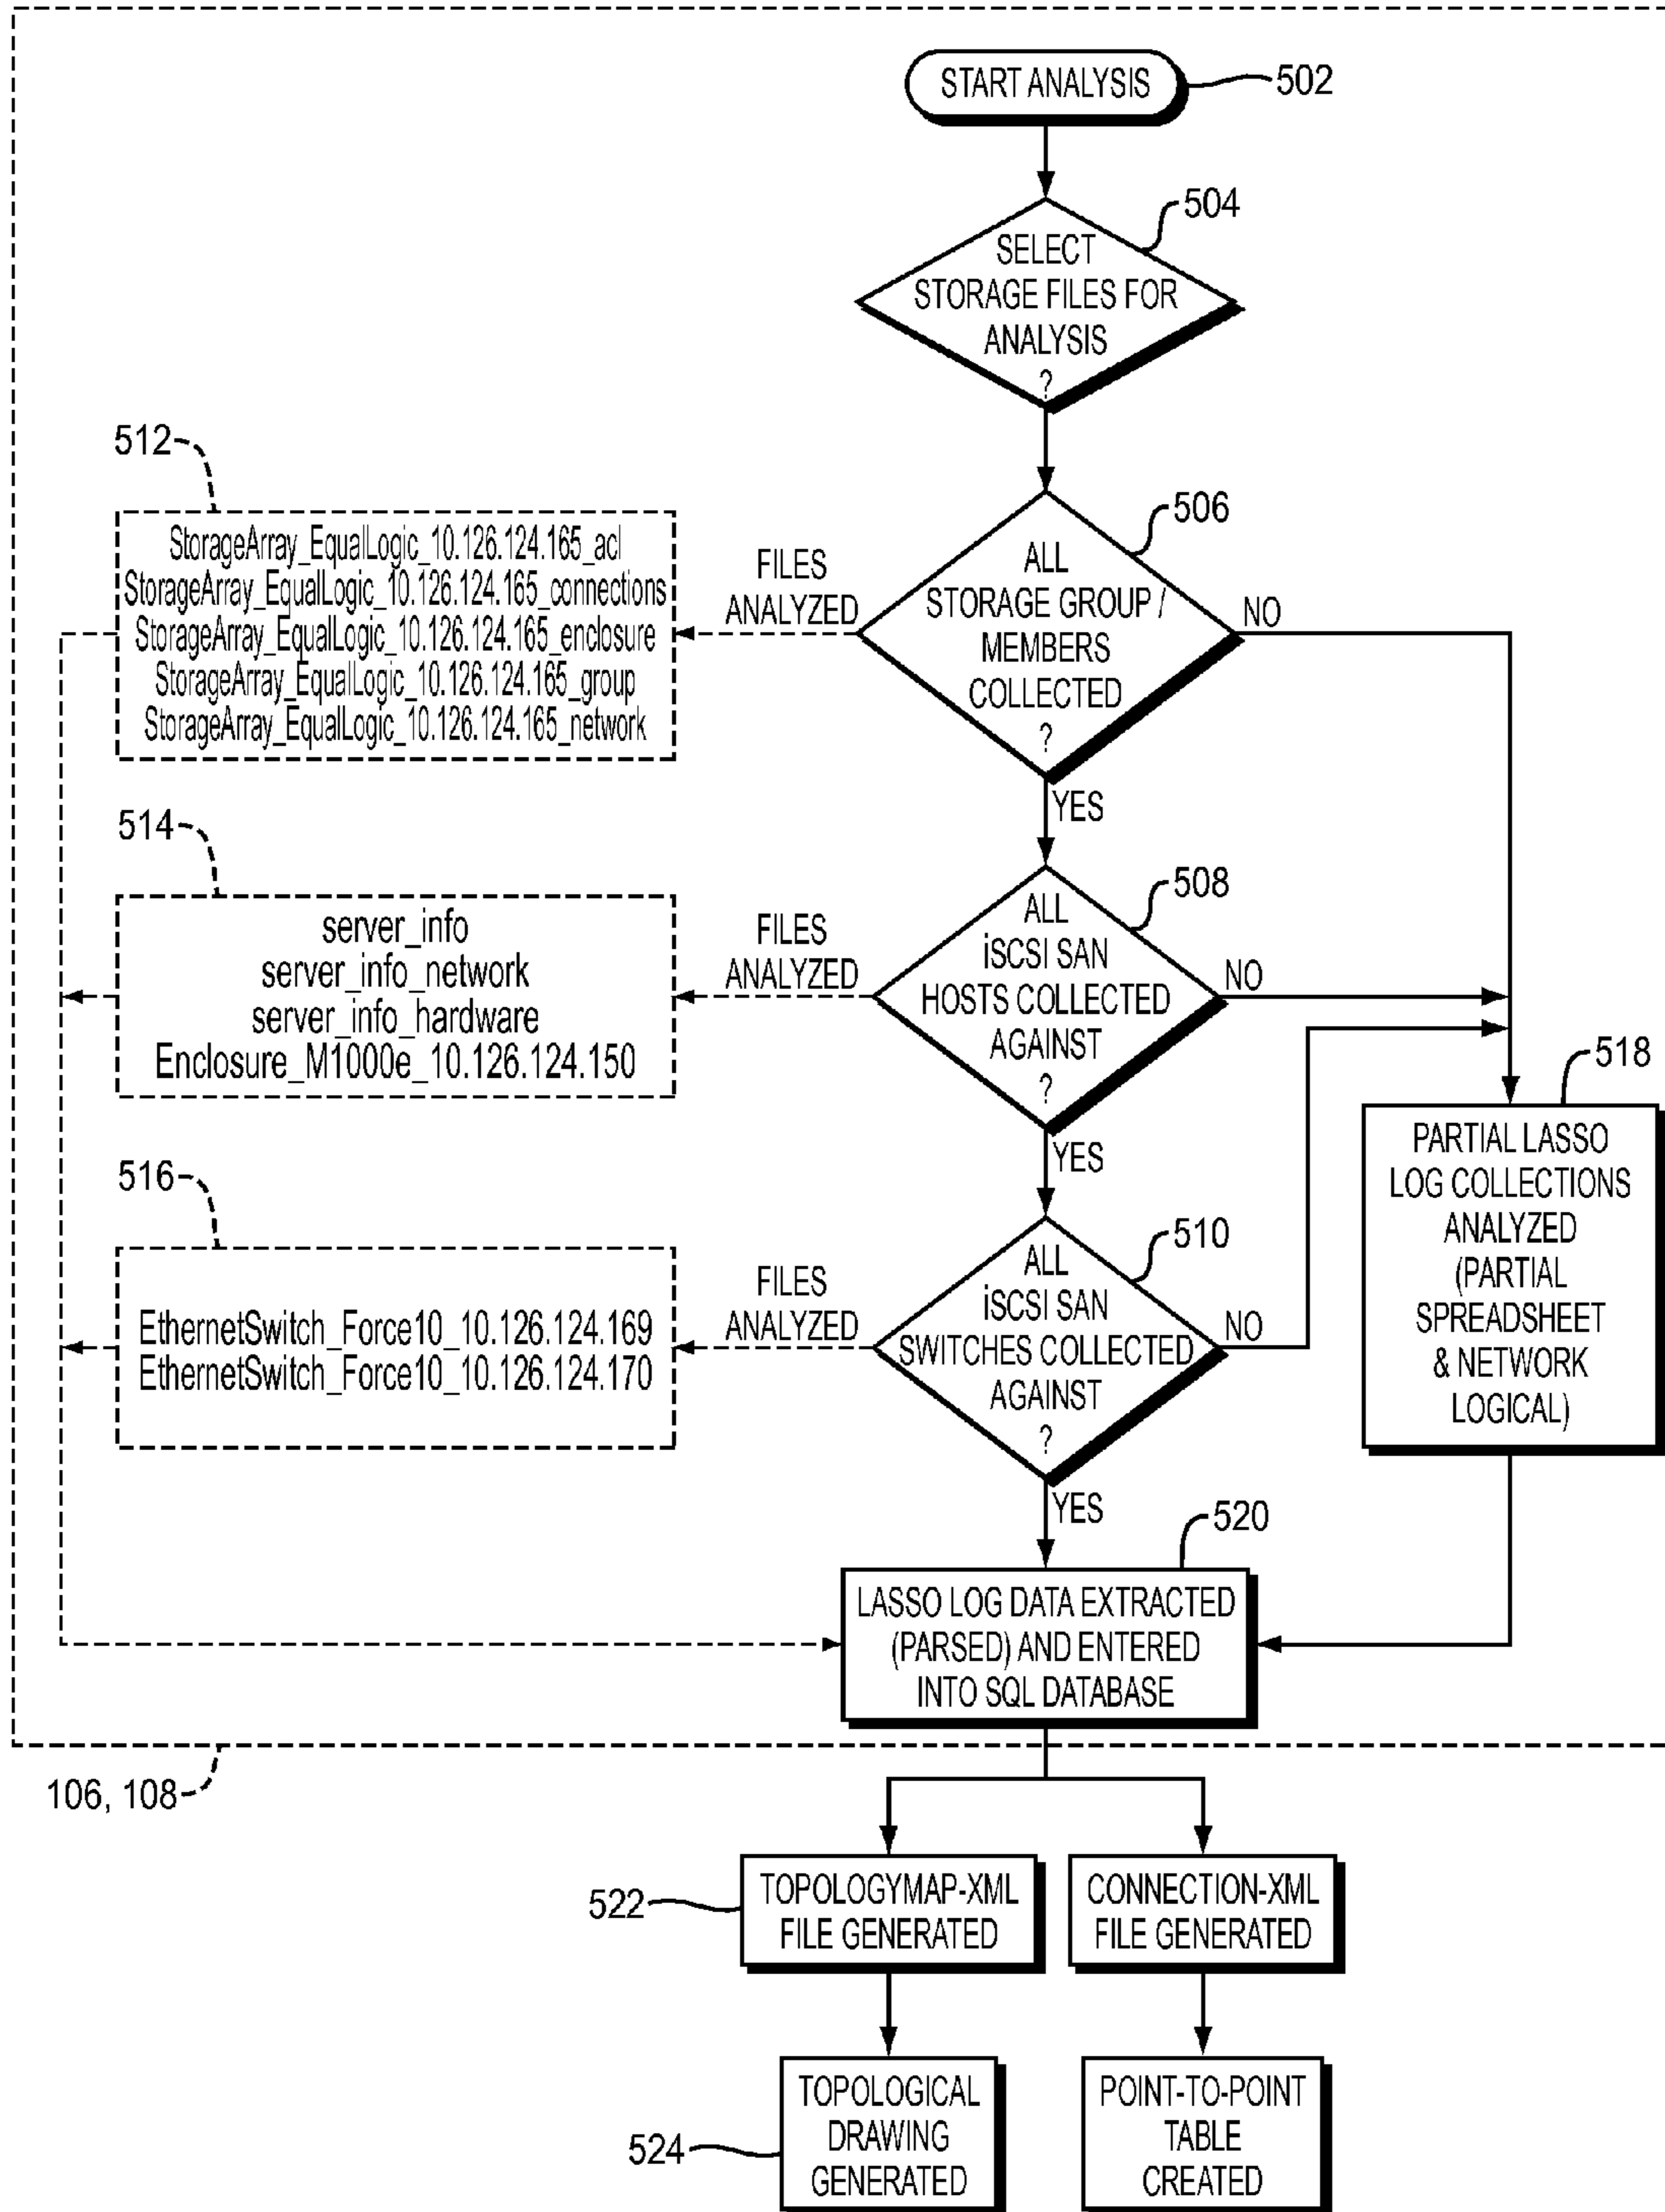 START ANALYSIS
502
504
SELECT
STORAGE FILES FOR
ANALYSIS
?
512
506
StorageArray_EqualLogic_10.126.124.165_acl
StorageArray_EqualLogic_10.126.124.165_connections
StorageArray_EqualLogic_10.126.124.165_enclosure
StorageArray_EqualLogic_10.126.124.165_group
StorageArray_EqualLogic_10.126.124.165_network
FILES
ANALYZED
ALL
STORAGE GROUP /
MEMBERS
COLLECTED
?
NO
YES
514
508
server_info
server_info_network
server_info_hardware
Enclosure_M1000e_10.126.124.150
FILES
ANALYZED
ALL
iSCSI SAN
HOSTS COLLECTED
AGAINST
?
NO
YES
518
PARTIAL LASSO
LOG COLLECTIONS
ANALYZED
(PARTIAL
SPREADSHEET
& NETWORK
LOGICAL)
516
510
EthernetSwitch_Force10_10.126.124.169
EthernetSwitch_Force10_10.126.124.170
FILES
ANALYZED
ALL
iSCSI SAN
SWITCHES COLLECTED
AGAINST
?
NO
YES
520
LASSO LOG DATA EXTRACTED
(PARSED) AND ENTERED
INTO SQL DATABASE
106, 108
522
TOPOLOGYMAP-XML
FILE GENERATED
CONNECTION-XML
FILE GENERATED
524
TOPOLOGICAL
DRAWING
GENERATED
POINT-TO-POINT
TABLE
CREATED